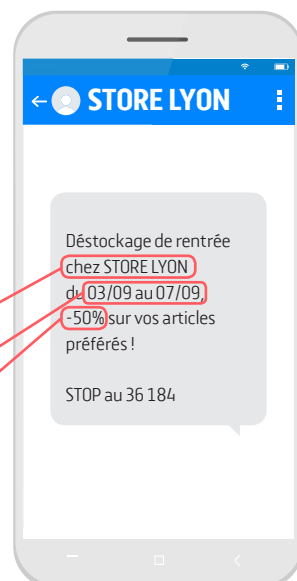 STORE LYON
Déstockage de rentrée
chez STORE LYON
du 03/09 au 07/09,
-50% sur vos articles
préférés !
STOP au 36 184